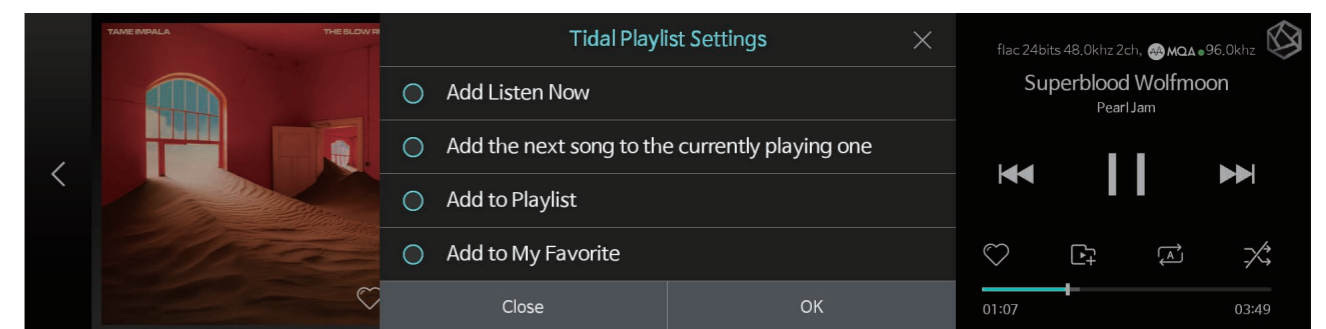 TAME IMPALA
THE SLOW R
Tidal Playlist Settings
Add Listen Now
Add the next song to the currently playing one
Add to Playlist
Add to My Favorite
Close
OK
flac 24bits 48.0khz 2ch, MQA 96.0khz
Superblood Wolfmoon
Pearl Jam
A
01:07
03:49